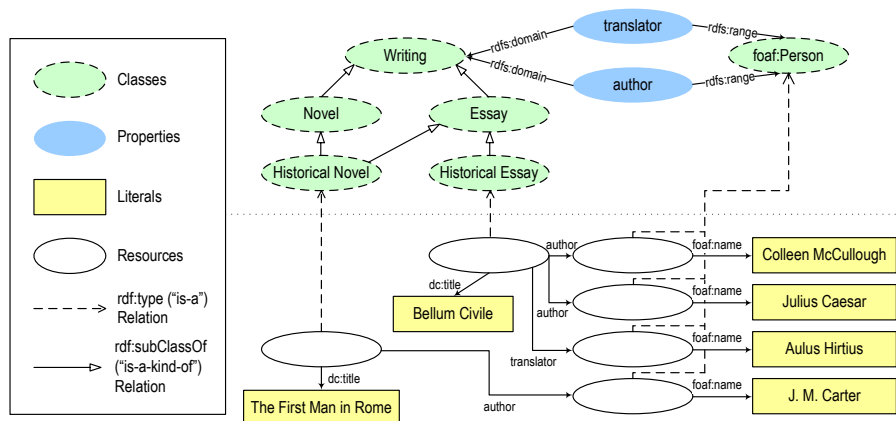 Classes
Properties
Literals
Resources
rdf:type (“is-a”)
Relation
rdf:subClassOf
(“is-a-kind-of”)
Relation
translator
rdfs:domain
rdfs:range
Writing
foaf:Person
rdfs:domain
author
rdfs:range
Novel
Essay
Historical Novel
Historical Essay
author
foaf:name
Colleen McCullough
dc:title
Bellum Civile
author
foaf:name
Julius Caesar
translator
foaf:name
Aulus Hirtius
dc:title
The First Man in Rome
author
foaf:name
J. M. Carter